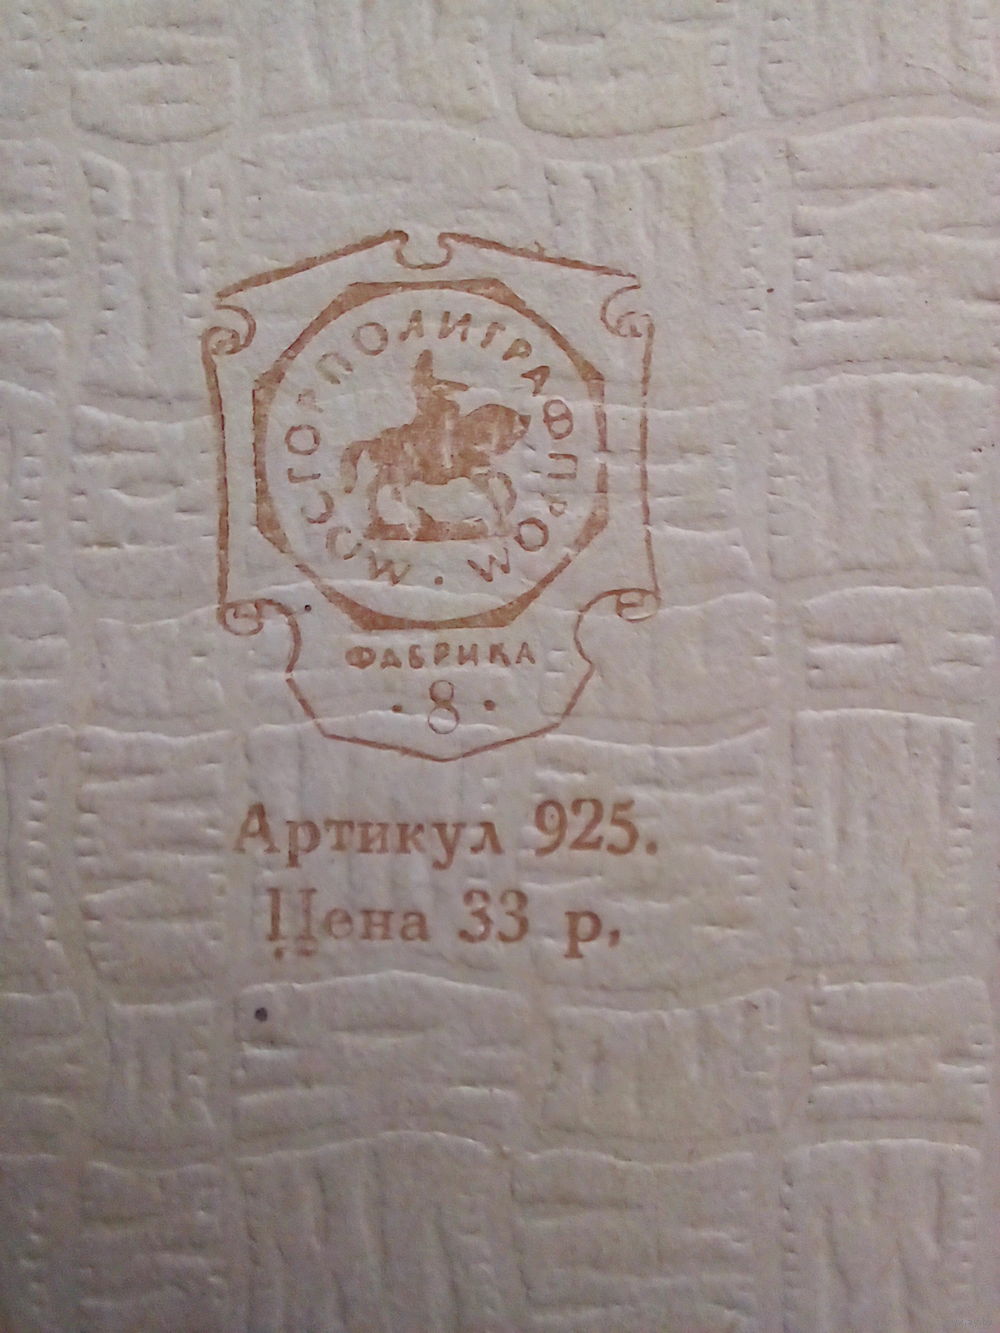 МОСГОРПОЛИГРАФПРОМ •
ФАБРИКА
• 8 •
Артикул 925.
Цена 33 р.